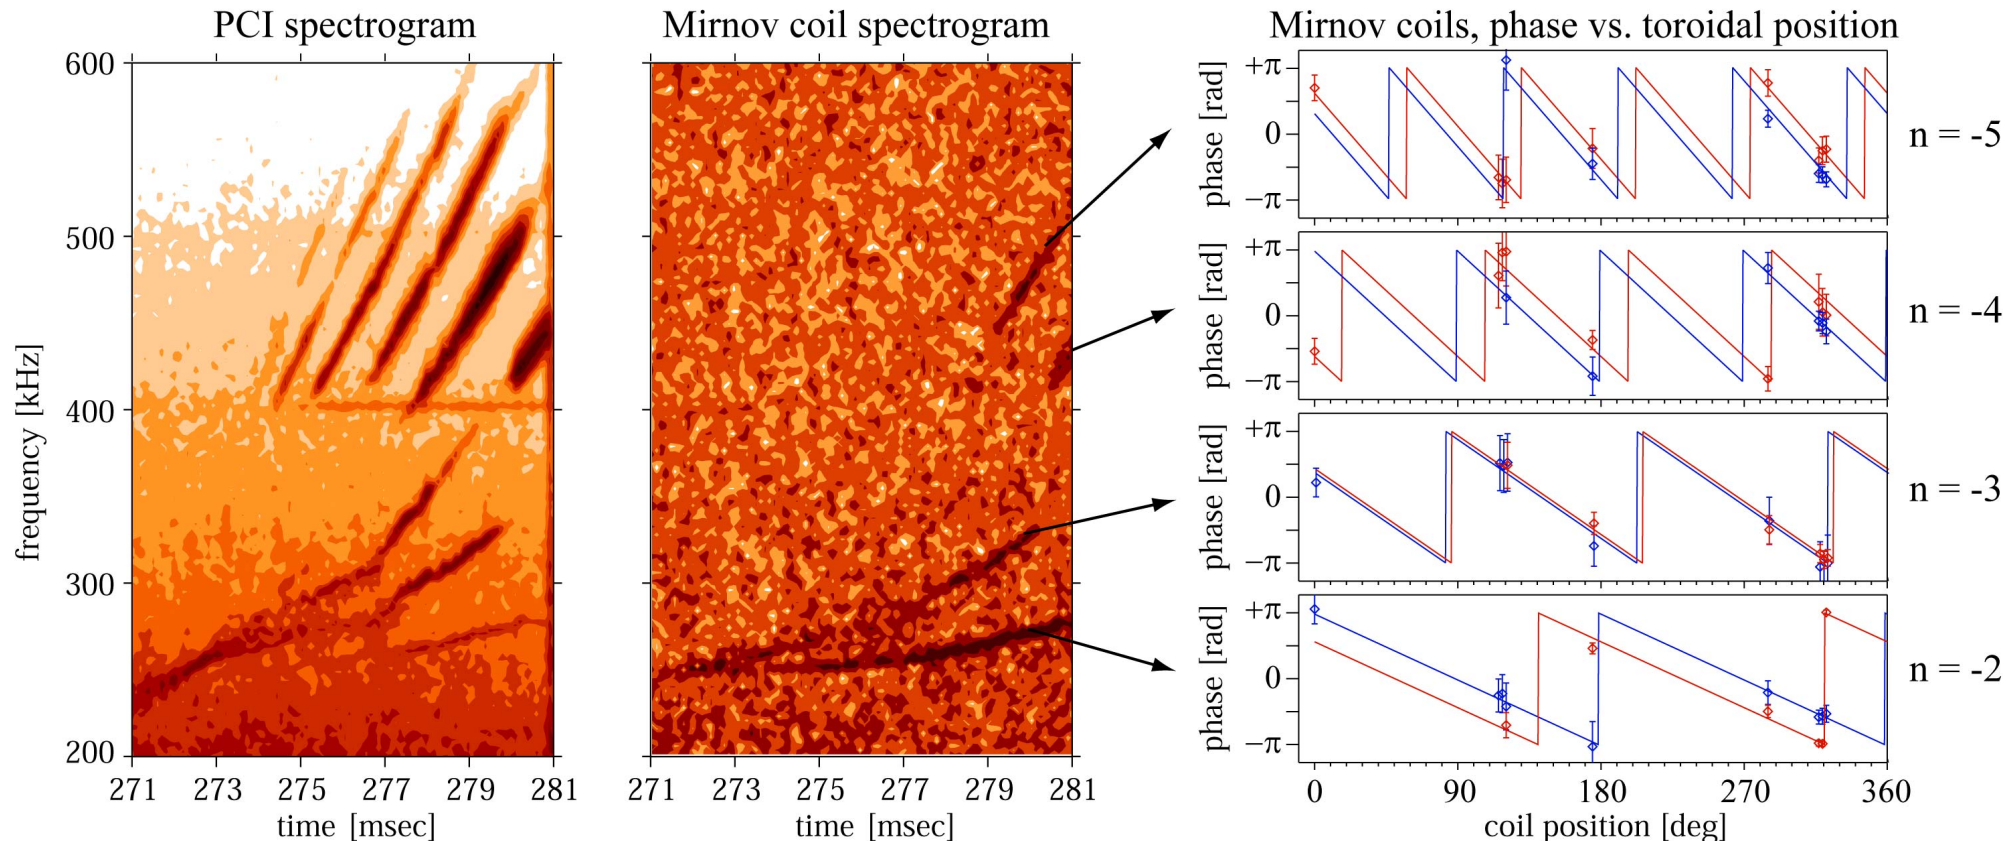 PCI spectrogram
Mirnov coil spectrogram
Mirnov coils, phase vs. toroidal position
frequency [kHz]
600
500
400
300
200
271 273 275 277 279 281
time [msec]
271 273 275 277 279 281
time [msec]
phase [rad]
+π
0
−π
n = -5
phase [rad]
+π
0
−π
n = -4
phase [rad]
+π
0
−π
n = -3
phase [rad]
+π
0
−π
n = -2
0 90 180 270 360
coil position [deg]